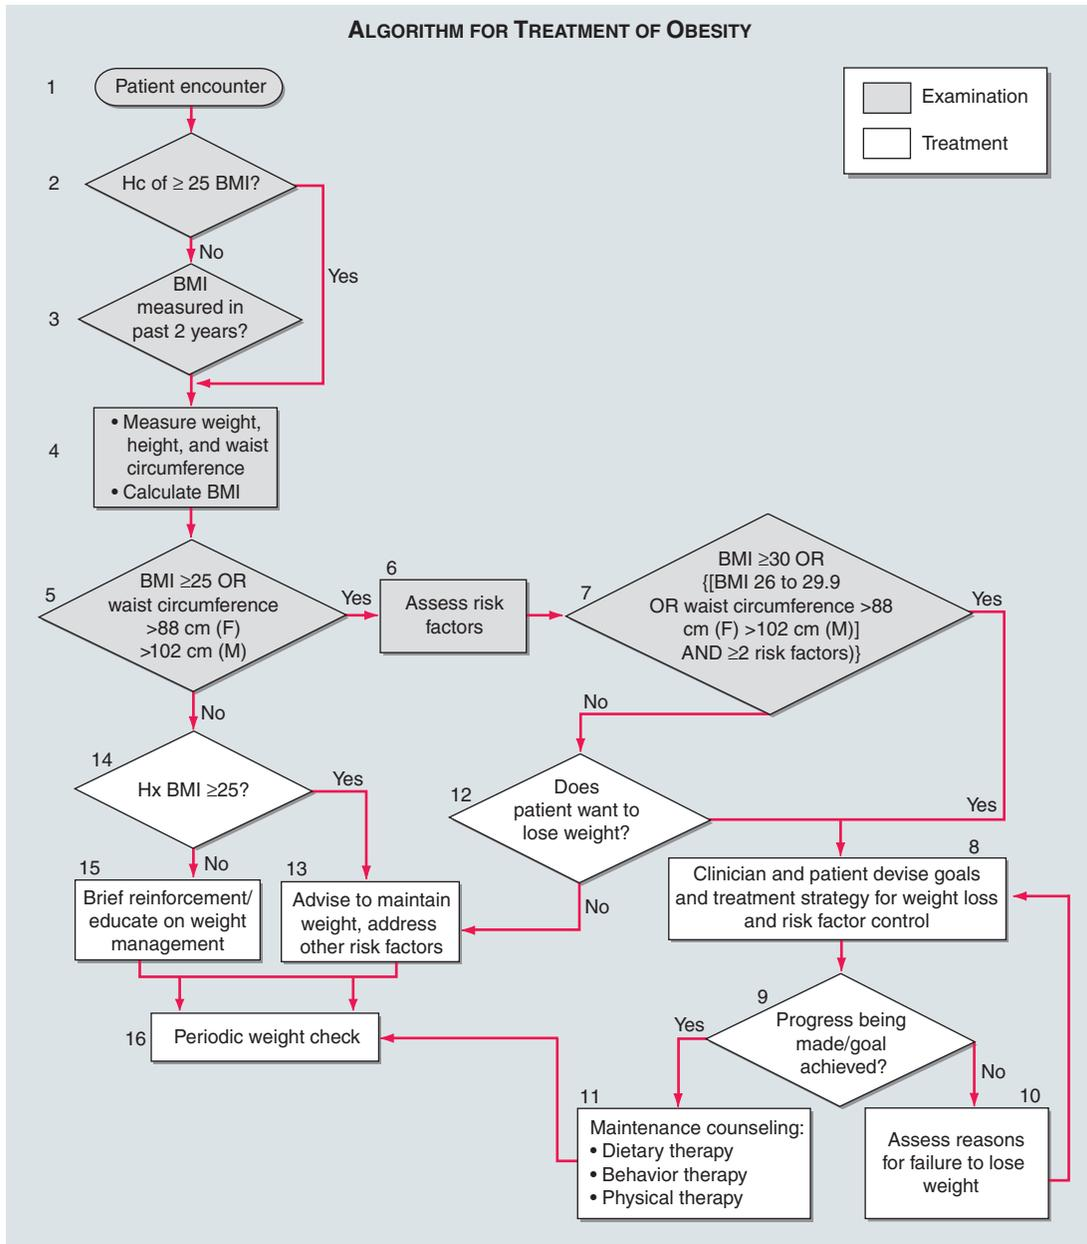 ALGORITHM FOR TREATMENT OF OBESITY
Examination
Treatment
1
Patient encounter
2
Hc of ≥ 25 BMI?
No
Yes
3
BMI
measured in
past 2 years?
4
• Measure weight,
height, and waist
circumference
• Calculate BMI
5
BMI ≥25 OR
waist circumference
>88 cm (F)
>102 cm (M)
Yes
No
6
Assess risk
factors
7
BMI ≥30 OR
{[BMI 26 to 29.9
OR waist circumference >88
cm (F) >102 cm (M)]
AND ≥2 risk factors)}
Yes
No
14
Hx BMI ≥25?
Yes
No
12
Does
patient want to
lose weight?
Yes
No
15
Brief reinforcement/
educate on weight
management
13
Advise to maintain
weight, address
other risk factors
8
Clinician and patient devise goals
and treatment strategy for weight loss
and risk factor control
16
Periodic weight check
9
Progress being
made/goal
achieved?
Yes
No
11
Maintenance counseling:
• Dietary therapy
• Behavior therapy
• Physical therapy
10
Assess reasons
for failure to lose
weight